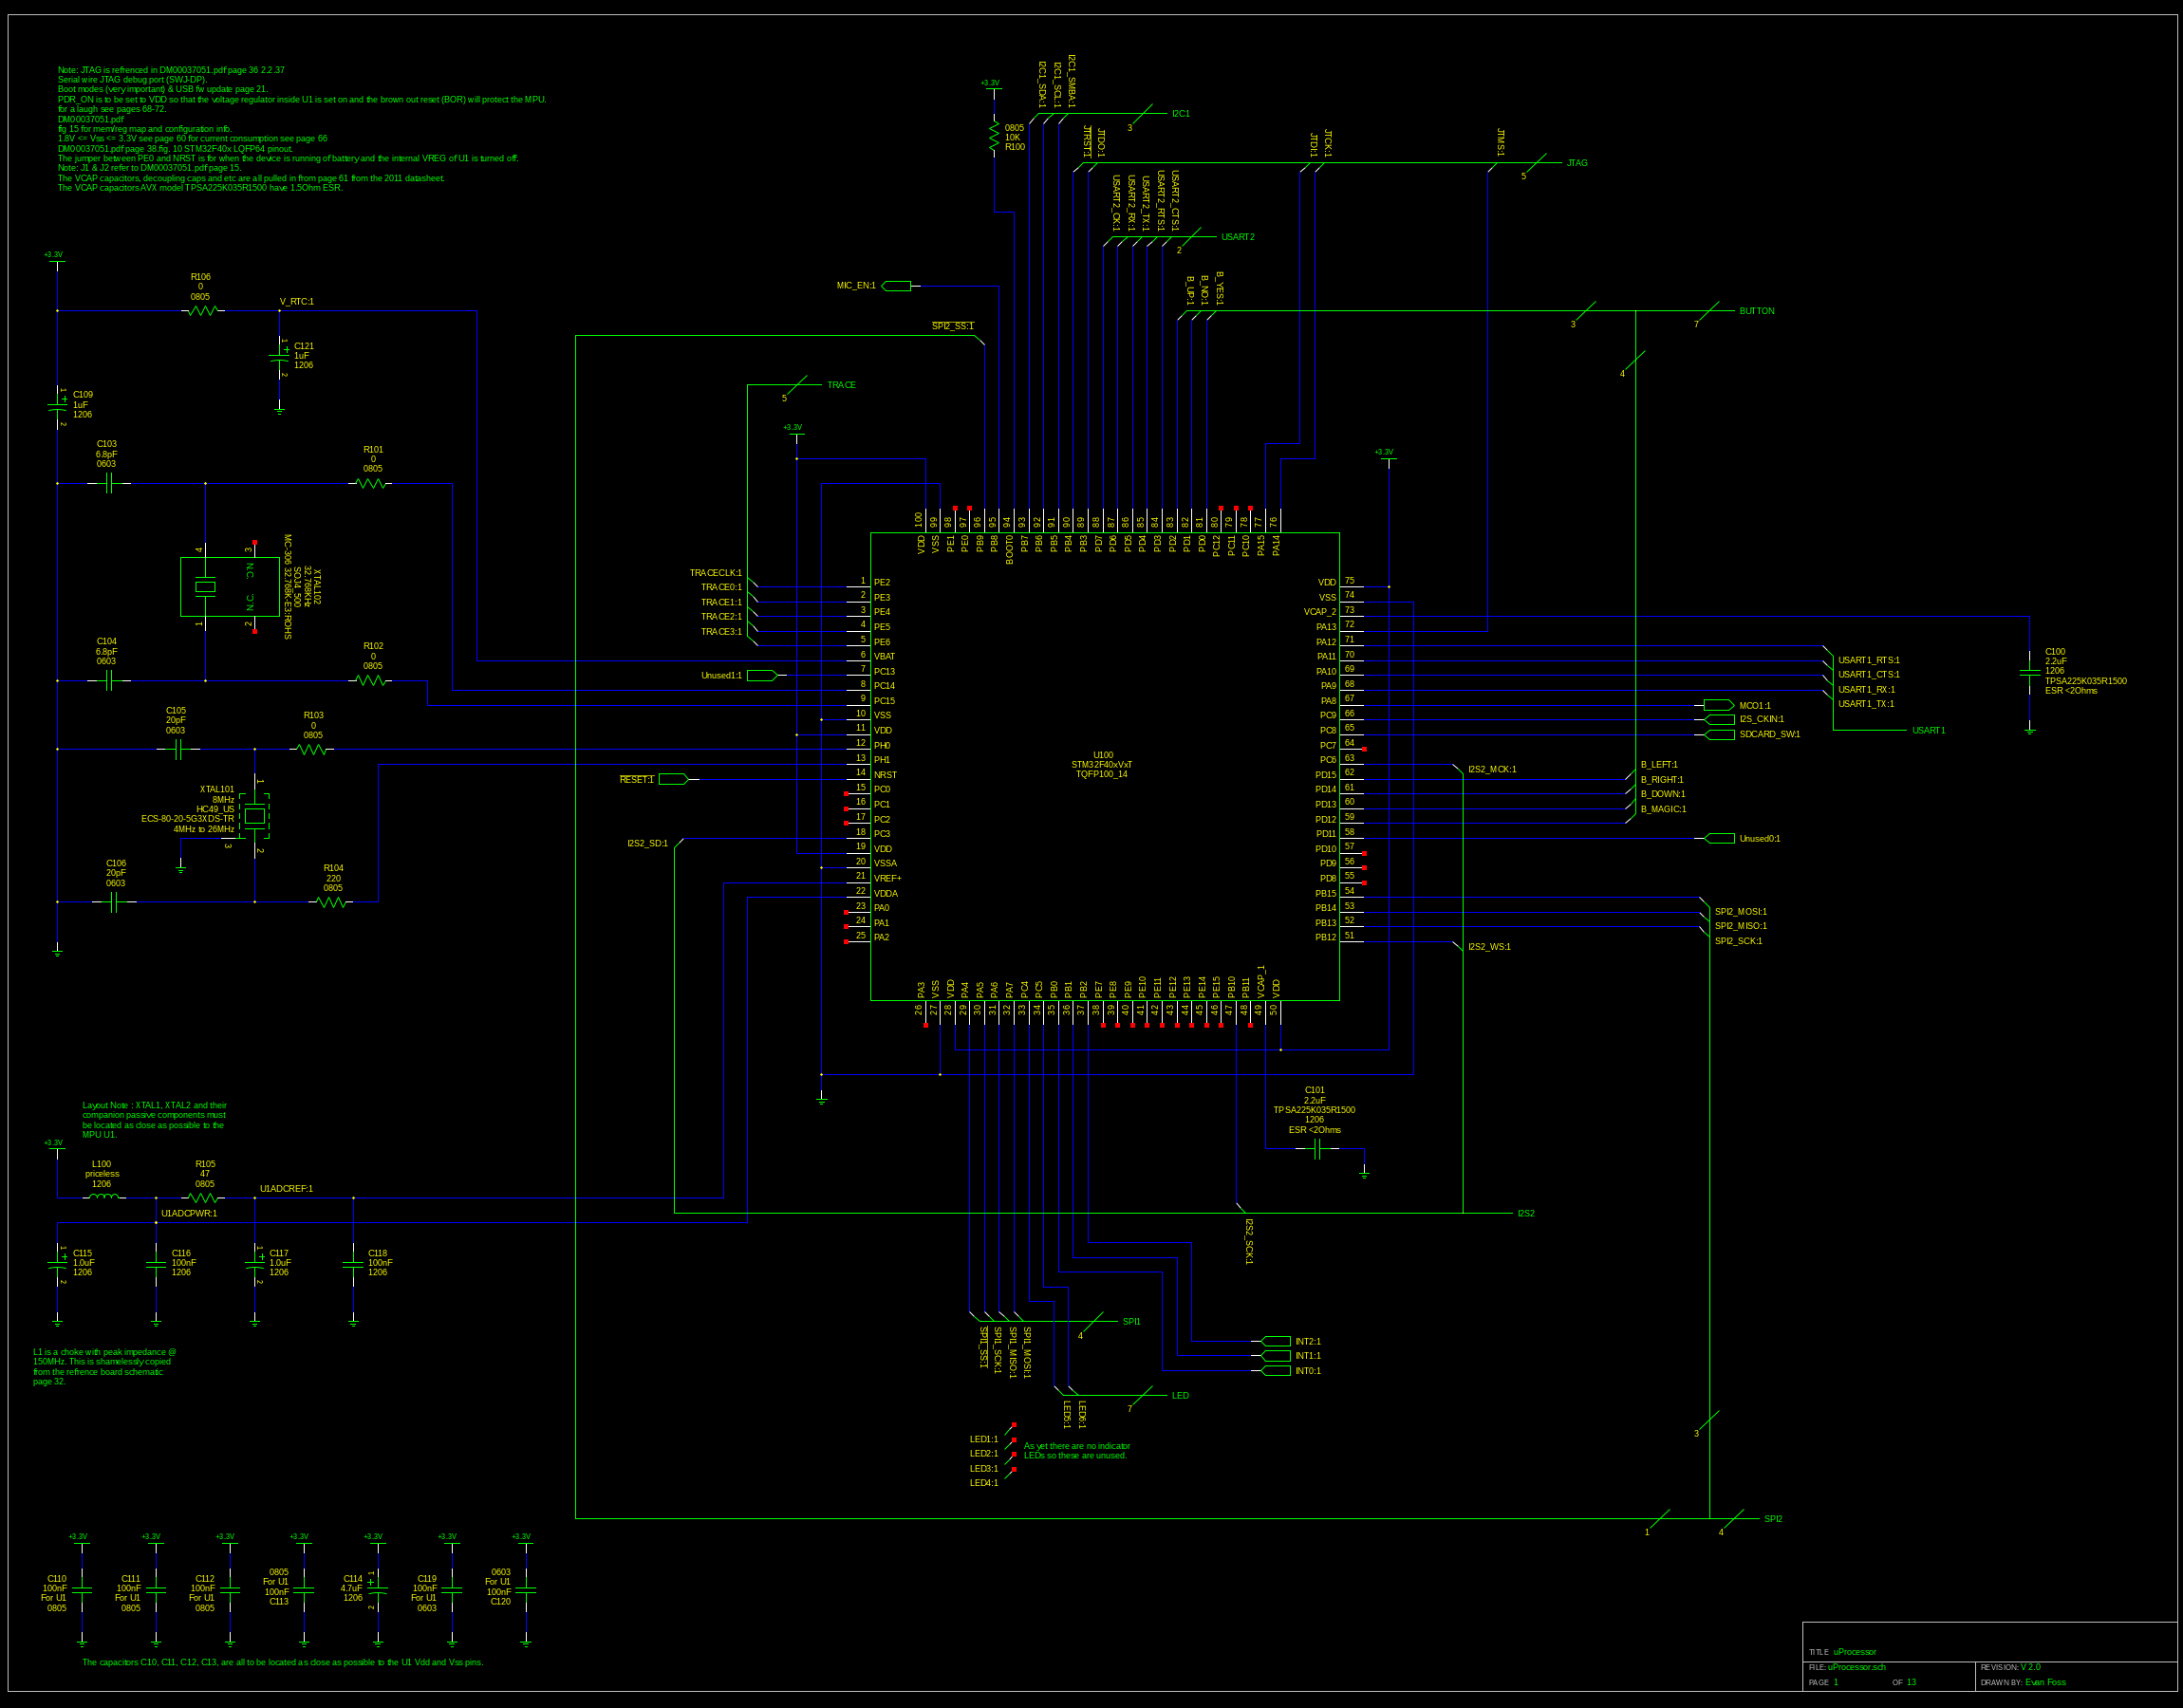 Note: JTAG is refrenced in DM00037051.pdf page 36 2.2.37
Serial wire JTAG debug port (SWJ-DP),
Boot modes (very important) & USB fw update page 21.
PDR_ON is to be set to VDD so that the voltage regulator inside U1 is set on and the brown out reset (BOR) will protect the MPU.
for a laugh see pages 68-72.
DM00037051.pdf
fig 15 for mem/reg map and configuration info.
1.8V <= Vss <= 3.3V see page 60 for current consumption see page 66
DM00037051.pdf page 38.fig. 10 STM32F40x LQFP64 pinout.
The jumper between PE0 and NRST is for when the device is running of battery and the internal VREG of U1 is turned off.
Note: J1 & J2 refer to DM00037051.pdf page 15.
The VCAP capacitors, decoupling caps and etc are all pulled in from page 61 from the 2011 datasheet.
The VCAP capacitors AVX model TPSA225K035R1500 have 1,5Ohm ESR.
+3.3V
0805
10K
R100
I2C1_SDA:1
I2C1_SCL:1
I2C1_SMBA:1
3
I2C1
JTRST:1
JTDO:1
JTDI:1
JTCK:1
JTMS:1
5
JTAG
USART2_CK:1
USART2_RX:1
USART2_TX:1
USART2_RTS:1
USART2_CTS:1
2
USART2
MIC_EN:1
B_UP:1
B_NO:1
B_YES:1
3
7
BUTTON
4
SPI2_SS:1
5
TRACE
+3.3V
R106
0
0805
V_RTC:1
1
C121
1uF
1206
2
1
C109
1uF
1206
2
C103
6.8pF
0603
R101
0
0805
4
3
N.C.
N.C.
1
2
XTAL102
32.768KHz
SOJ4_500
MC-306 32.768K-E3:ROHS
C104
6.8pF
0603
R102
0
0805
C105
20pF
0603
R103
0
0805
XTAL101
8MHz
HC49_US
ECS-80-20-5G3XDS-TR
4MHz to 26MHz
1
3
2
C106
20pF
0603
R104
220
0805
+3.3V
+3.3V
100 VDD
99 VSS
98 PE1
97 PE0
96 PB9
95 PB8
94 BOOT0
93 PB7
92 PB6
91 PB5
90 PB4
89 PB3
88 PD7
87 PD6
86 PD5
85 PD4
84 PD3
83 PD2
82 PD1
81 PD0
80 PC12
79 PC11
78 PC10
77 PA15
76 PA14
TRACECLK:1
TRACE0:1
TRACE1:1
TRACE2:1
TRACE3:1
Unused1:1
RESET:1
I2S2_SD:1
1 PE2
2 PE3
3 PE4
4 PE5
5 PE6
6 VBAT
7 PC13
8 PC14
9 PC15
10 VSS
11 VDD
12 PH0
13 PH1
14 NRST
15 PC0
16 PC1
17 PC2
18 PC3
19 VDD
20 VSSA
21 VREF+
22 VDDA
23 PA0
24 PA1
25 PA2
U100
STM32F40xVxT
TQFP100_14
VDD 75
VSS 74
VCAP_2 73
PA13 72
PA12 71
PA11 70
PA10 69
PA9 68
PA8 67
PC9 66
PC8 65
PC7 64
PC6 63
PD15 62
PD14 61
PD13 60
PD12 59
PD11 58
PD10 57
PD9 56
PD8 55
PB15 54
PB14 53
PB13 52
PB12 51
26 PA3
27 VSS
28 VDD
29 PA4
30 PA5
31 PA6
32 PA7
33 PC4
34 PC5
35 PB0
36 PB1
37 PB2
38 PE7
39 PE8
40 PE9
41 PE10
42 PE11
43 PE12
44 PE13
45 PE14
46 PE15
47 PB10
48 PB11
49 VCAP_1
50 VDD
USART1_RTS:1
USART1_CTS:1
USART1_RX:1
USART1_TX:1
USART1
C100
2.2uF
1206
TPSA225K035R1500
ESR <2Ohms
MCO1:1
I2S_CKIN:1
SDCARD_SW:1
I2S2_MCK:1
B_LEFT:1
B_RIGHT:1
B_DOWN:1
B_MAGIC:1
Unused0:1
SPI2_MOSI:1
SPI2_MISO:1
SPI2_SCK:1
I2S2_WS:1
C101
2.2uF
TPSA225K035R1500
1206
ESR <2Ohms
I2S2_SCK:1
I2S2
Layout Note : XTAL1, XTAL2 and their
companion passive components must
be located as close as possible to the
MPU U1.
+3.3V
L100
priceless
1206
R105
47
0805
U1ADCREF:1
U1ADCPWR:1
1
C115
1.0uF
1206
2
C116
100nF
1206
1
C117
1.0uF
1206
2
C118
100nF
1206
L1 is a choke with peak impedance @
150MHz. This is shamelessly copied
from the refrence board schematic
page 32.
4
SPI1
SPI1_SS:1
SPI1_SCK:1
SPI1_MISO:1
SPI1_MOSI:1
INT2:1
INT1:1
INT0:1
7
LED
LED5:1
LED6:1
LED1:1
LED2:1
LED3:1
LED4:1
As yet there are no indicator
LEDs so these are unused.
3
1
4
SPI2
+3.3V
C110
100nF
For U1
0805
+3.3V
C111
100nF
For U1
0805
+3.3V
C112
100nF
For U1
0805
+3.3V
0805
For U1
100nF
C113
+3.3V
1
C114
4.7uF
1206
2
+3.3V
C119
100nF
For U1
0603
+3.3V
0603
For U1
100nF
C120
The capacitors C10, C11, C12, C13, are all to be located as close as possible to the U1 Vdd and Vss pins.
TITLE uProcessor
FILE: uProcessor.sch
REVISION: V 2.0
PAGE 1 OF 13
DRAWN BY: Evan Foss